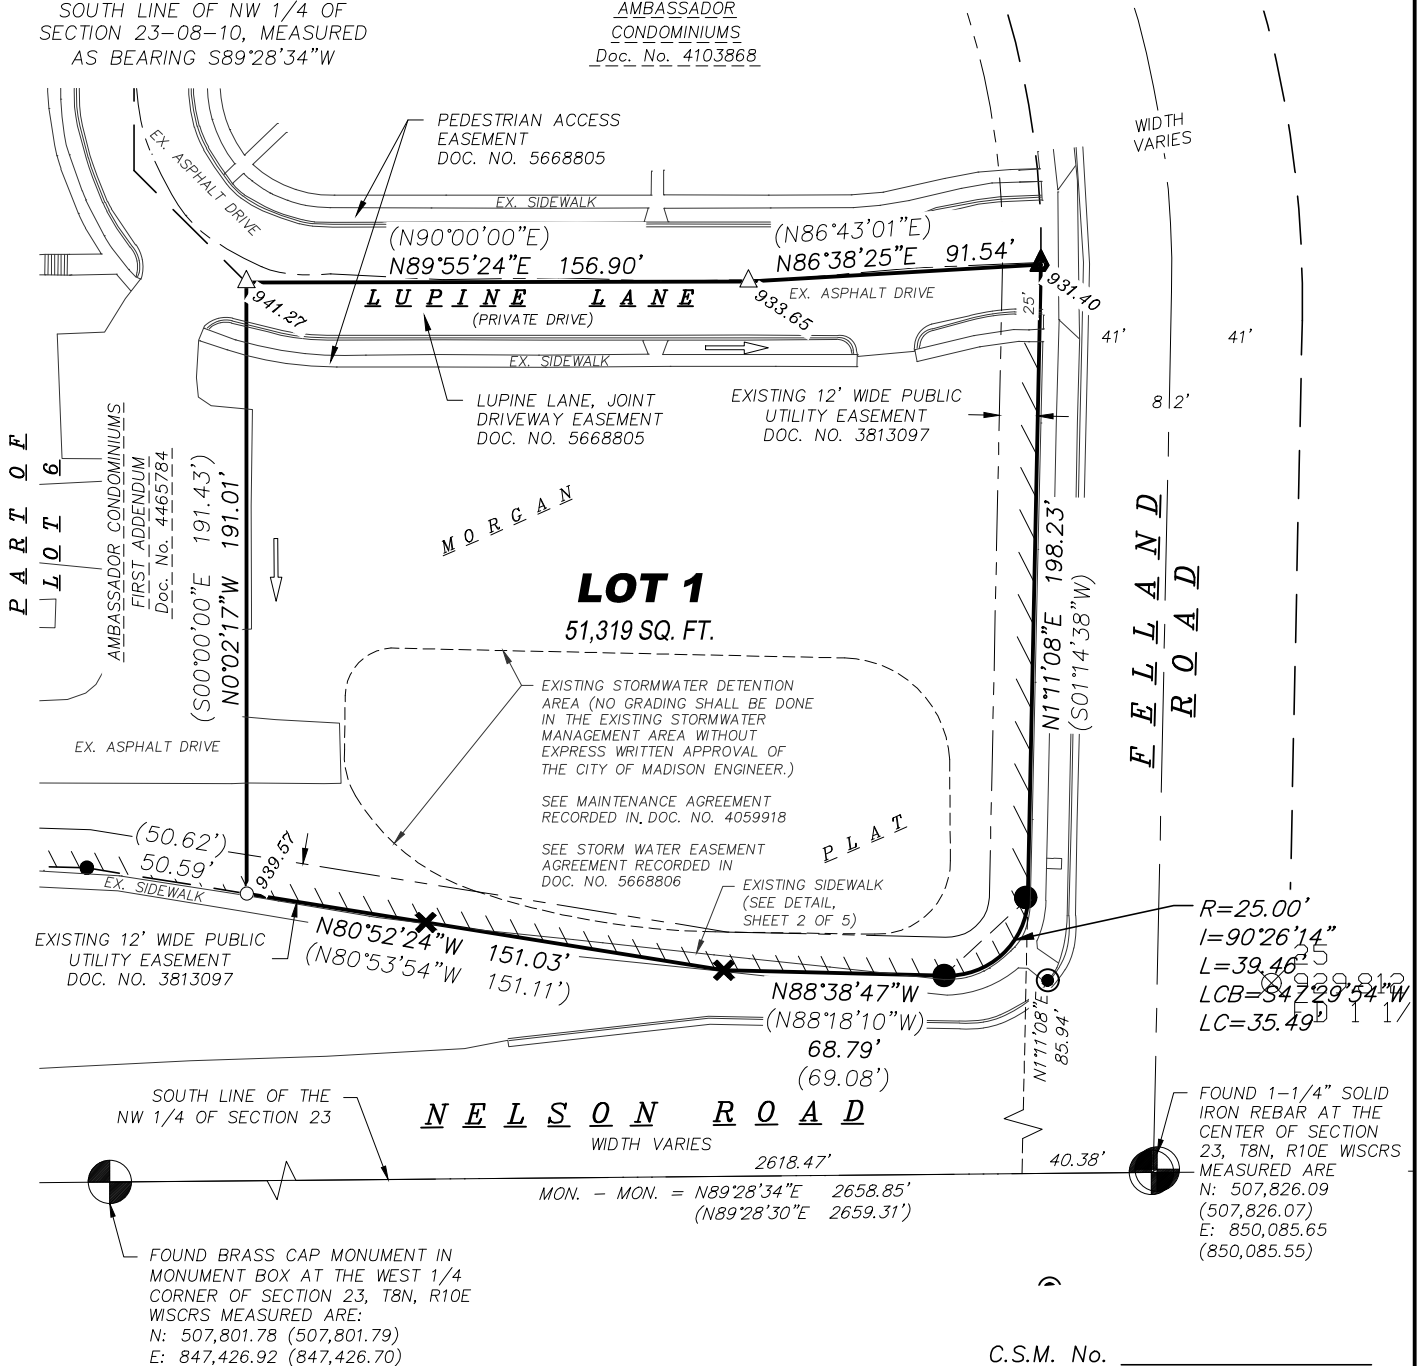 SOUTH LINE OF NW 1/4 OF
SECTION 23-08-10, MEASURED
AS BEARING S89°28'34"W
AMBASSADOR
CONDOMINIUMS
Doc. No. 4103868
WIDTH
VARIES
PEDESTRIAN ACCESS
EASEMENT
DOC. NO. 5668805
EX. ASPHALT DRIVE
EX. SIDEWALK
(N90°00'00"E)
N89°55'24"E 156.90'
(N86°43'01"E)
N86°38'25"E 91.54'
LUPINE LANE
(PRIVATE DRIVE)
EX. ASPHALT DRIVE
941.27
933.65
931.40
25'
41'
41'
82'
EX. SIDEWALK
LUPINE LANE, JOINT
DRIVEWAY EASEMENT
DOC. NO. 5668805
EXISTING 12' WIDE PUBLIC
UTILITY EASEMENT
DOC. NO. 3813097
PART OF
LOT 6
AMBASSADOR CONDOMINIUMS
FIRST ADDENDUM
Doc. No. 4465784
(S00°00'00"E 191.43')
N0°02'17"W 191.01'
MORGAN
LOT 1
51,319 SQ. FT.
N1°11'08"E 198.23'
(S01°14'38"W)
FELLAND
ROAD
EX. ASPHALT DRIVE
EXISTING STORMWATER DETENTION
AREA (NO GRADING SHALL BE DONE
IN THE EXISTING STORMWATER
MANAGEMENT AREA WITHOUT
EXPRESS WRITTEN APPROVAL OF
THE CITY OF MADISON ENGINEER.)
SEE MAINTENANCE AGREEMENT
RECORDED IN DOC. NO. 4059918
SEE STORM WATER EASEMENT
AGREEMENT RECORDED IN
DOC. NO. 5668806
PLAT
(50.62')
50.59'
939.57
EX. SIDEWALK
EXISTING SIDEWALK
(SEE DETAIL,
SHEET 2 OF 5)
EXISTING 12' WIDE PUBLIC
UTILITY EASEMENT
DOC. NO. 3813097
N80°52'24"W 151.03'
(N80°53'54"W 151.11')
N88°38'47"W
(N88°18'10"W)
68.79'
(69.08')
R=25.00'
I=90°26'14"
L=39.46'
LCB=S47°29'54"W
LC=35.49'
25
929.812
FD 1 1/
N1°11'08"E
85.94'
SOUTH LINE OF THE
NW 1/4 OF SECTION 23
NELSON ROAD
WIDTH VARIES
2618.47'
40.38'
MON. - MON. = N89°28'34"E 2658.85'
(N89°28'30"E 2659.31')
FOUND 1-1/4" SOLID
IRON REBAR AT THE
CENTER OF SECTION
23, T8N, R10E WISCRS
MEASURED ARE
N: 507,826.09
(507,826.07)
E: 850,085.65
(850,085.55)
FOUND BRASS CAP MONUMENT IN
MONUMENT BOX AT THE WEST 1/4
CORNER OF SECTION 23, T8N, R10E
WISCRS MEASURED ARE:
N: 507,801.78 (507,801.79)
E: 847,426.92 (847,426.70)
C.S.M. No.